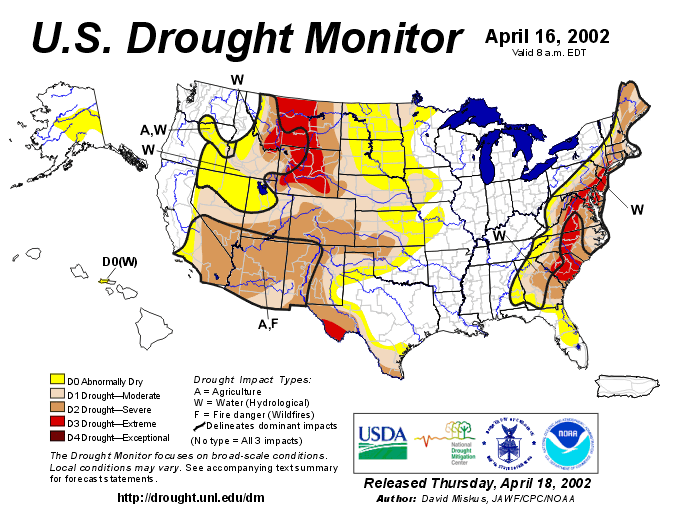 U.S. Drought Monitor
April 16, 2002
Valid 8 a.m. EDT
W
A,W
W
W
W
D0(W)
A,F
D0 Abnormally Dry
D1 Drought—Moderate
D2 Drought—Severe
D3 Drought—Extreme
D4 Drought—Exceptional
Drought Impact Types:
A = Agriculture
W = Water (Hydrological)
F = Fire danger (Wildfires)
Delineates dominant impacts
(No type = All 3 impacts)
The Drought Monitor focuses on broad-scale conditions.
Local conditions may vary. See accompanying text summary
for forecast statements.
http://drought.unl.edu/dm
USDA
National
Drought
Mitigation
Center
NOAA
Released Thursday, April 18, 2002
Author: David Miskus, JAWF/CPC/NOAA